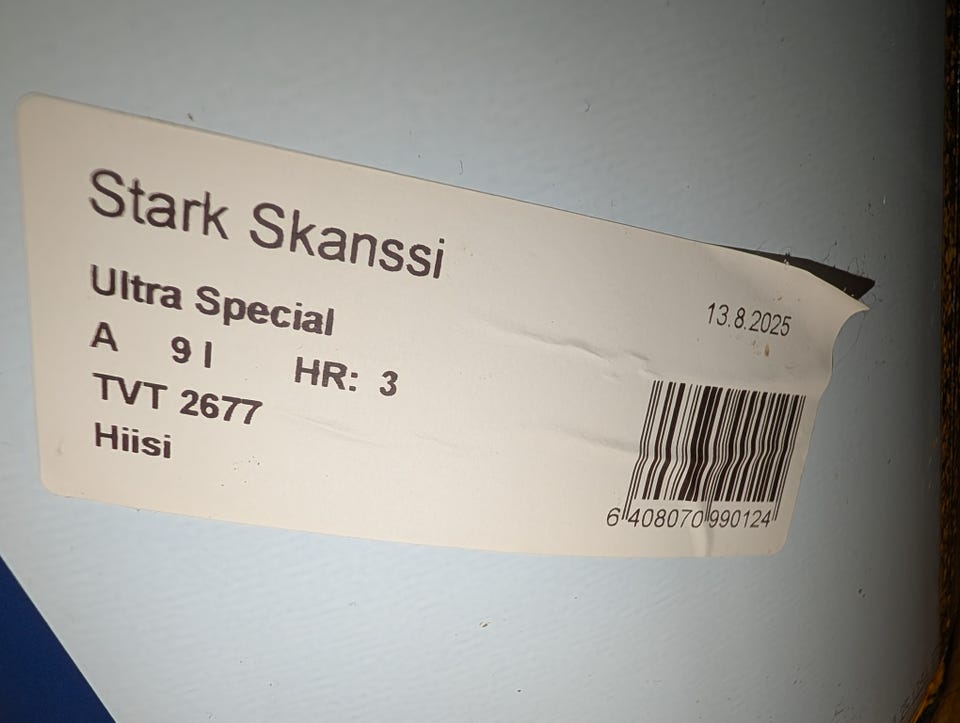 Stark Skanssi
Ultra Special
A 9 l HR: 3
TVT 2677
Hiisi
13.8.2025
6 408070 990124